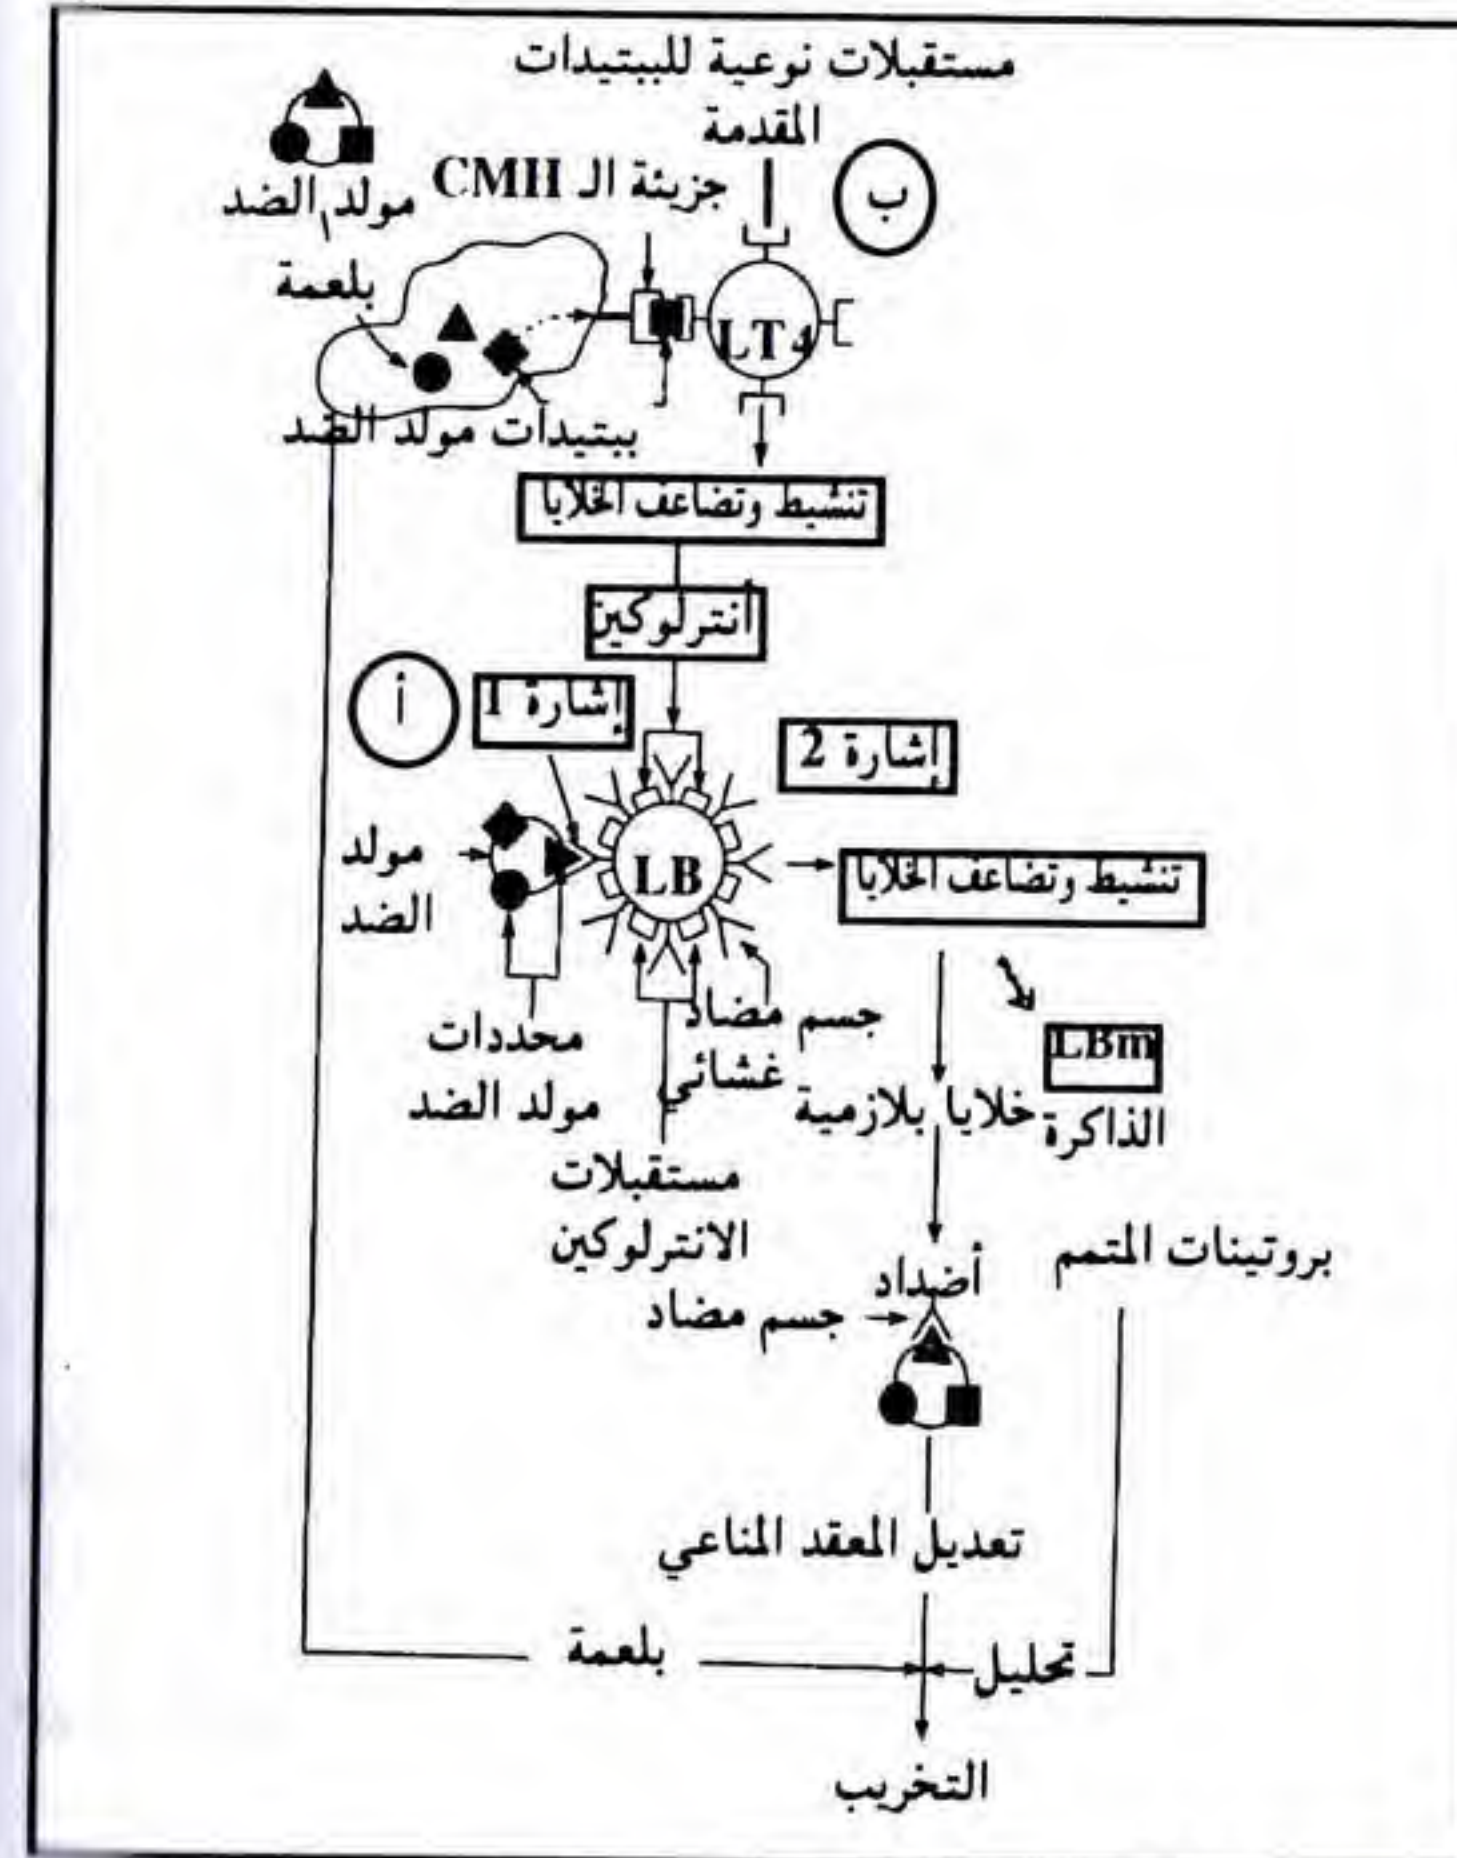 مستقبلات نوعية للببتيدات
المقدمة
ب
جزيئة الـ CMH
مولد الضد
بلعمة
LT4
ببتيدات مولد الضد
تنشيط وتضاعف الخلايا
أنترلوكين
أ
إشارة 1
إشارة 2
مولد
الضد
LB
تنشيط وتضاعف الخلايا
محددات
مولد الضد
جسم مضاد
غشائي
مستقبلات
الانترلوكين
LBm
الذاكرة
خلايا بلازمية
أضداد
بروتينات المتمم
جسم مضاد
تعديل المعقد المناعي
بلعمة
تحليل
التخريب